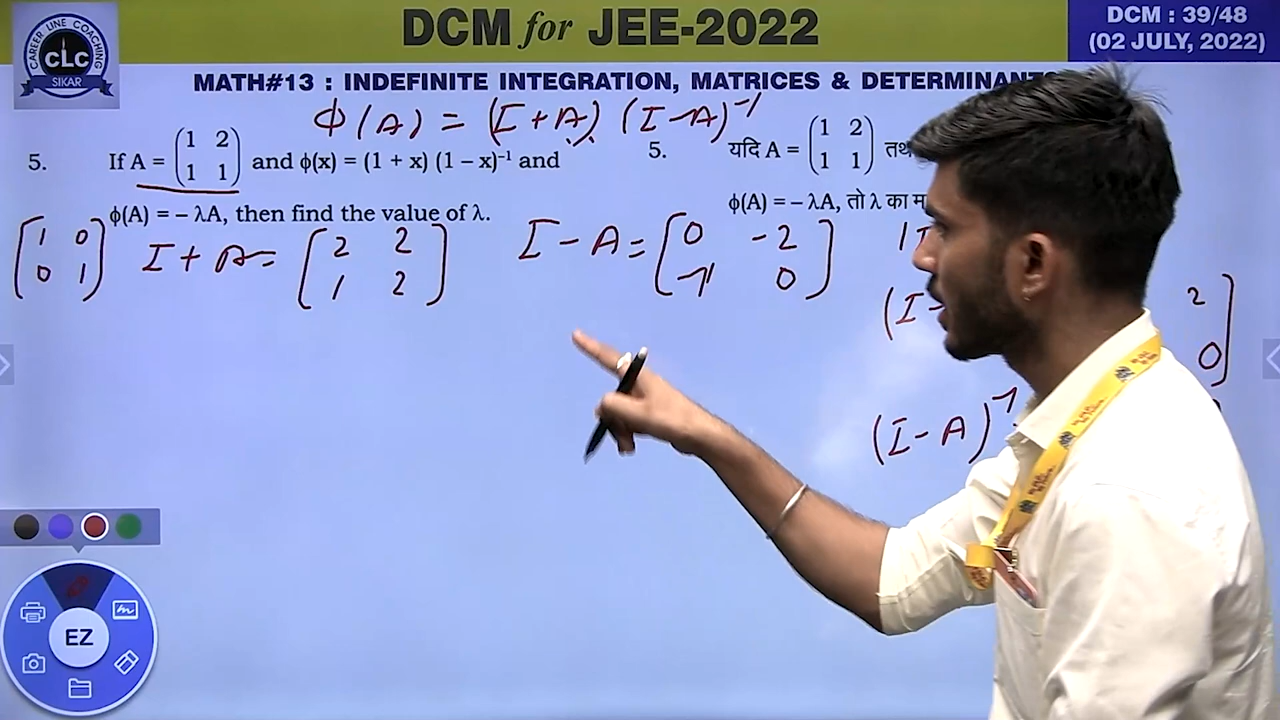 DCM for JEE-2022
DCM : 39/48
(02 JULY, 2022)
CAREER LINE COACHING
CLC
SIKAR
MATH#13 : INDEFINITE INTEGRATION, MATRICES & DETERMINANTS
ϕ(A) = (I+A) (I-A)⁻¹
5. If A = (1 2
1 1) and ϕ(x) = (1 + x) (1 – x)⁻¹ and
ϕ(A) = – λA, then find the value of λ.
5. यदि A = (1 2
1 1)
ϕ(A) = – λA, तो λ का
[1 0
0 1]
I + A = [2 2
1 2]
I - A = [0 -2
-1 0]
(I
2
0]
(I-A)⁻¹
EZ